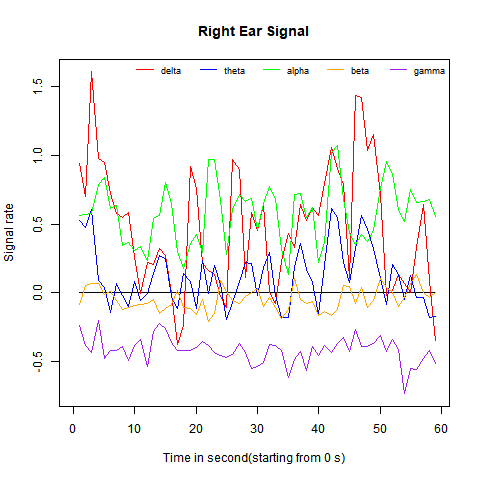 Right Ear Signal
delta theta alpha beta gamma
Signal rate
1.5
1.0
0.5
0.0
-0.5
0 10 20 30 40 50 60
Time in second(starting from 0 s)